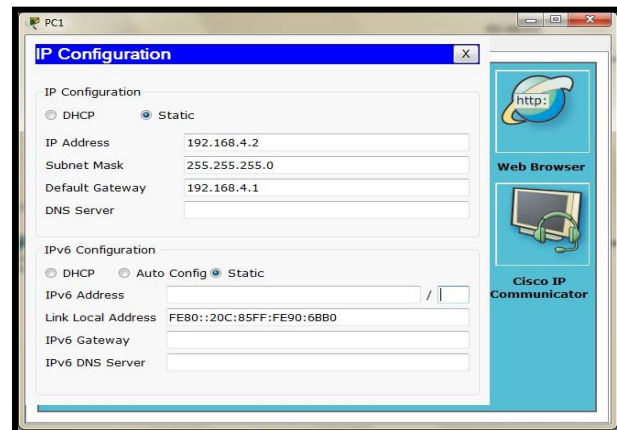 PC1
IP Configuration
X
IP Configuration
DHCP
Static
IP Address
192.168.4.2
Subnet Mask
255.255.255.0
Default Gateway
192.168.4.1
DNS Server
IPv6 Configuration
DHCP
Auto Config
Static
IPv6 Address
/
Link Local Address
FE80::20C:85FF:FE90:6BB0
IPv6 Gateway
IPv6 DNS Server
http:
Web Browser
Cisco IP
Communicator